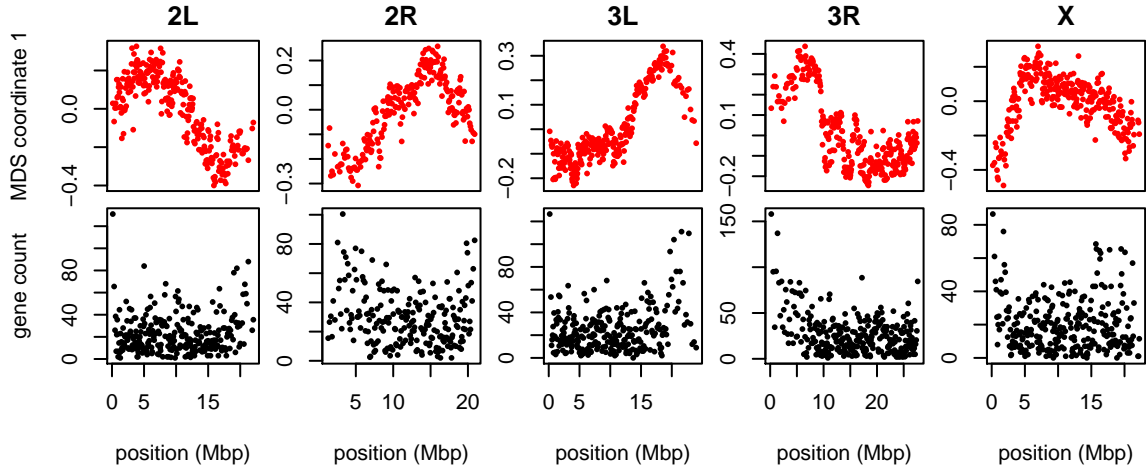 2L 2R 3L 3R X
MDS coordinate 1
−0.4 0.0
−0.3 0.0 0.2
−0.2 0.1 0.3
−0.2 0.1 0.4
−0.4 0.0
gene count
0 40 80
0 40 80
0 40 80
0 50 150
0 40 80
0 5 15
5 10 20
0 5 15
0 10 20
0 5 15
position (Mbp) position (Mbp) position (Mbp) position (Mbp) position (Mbp)